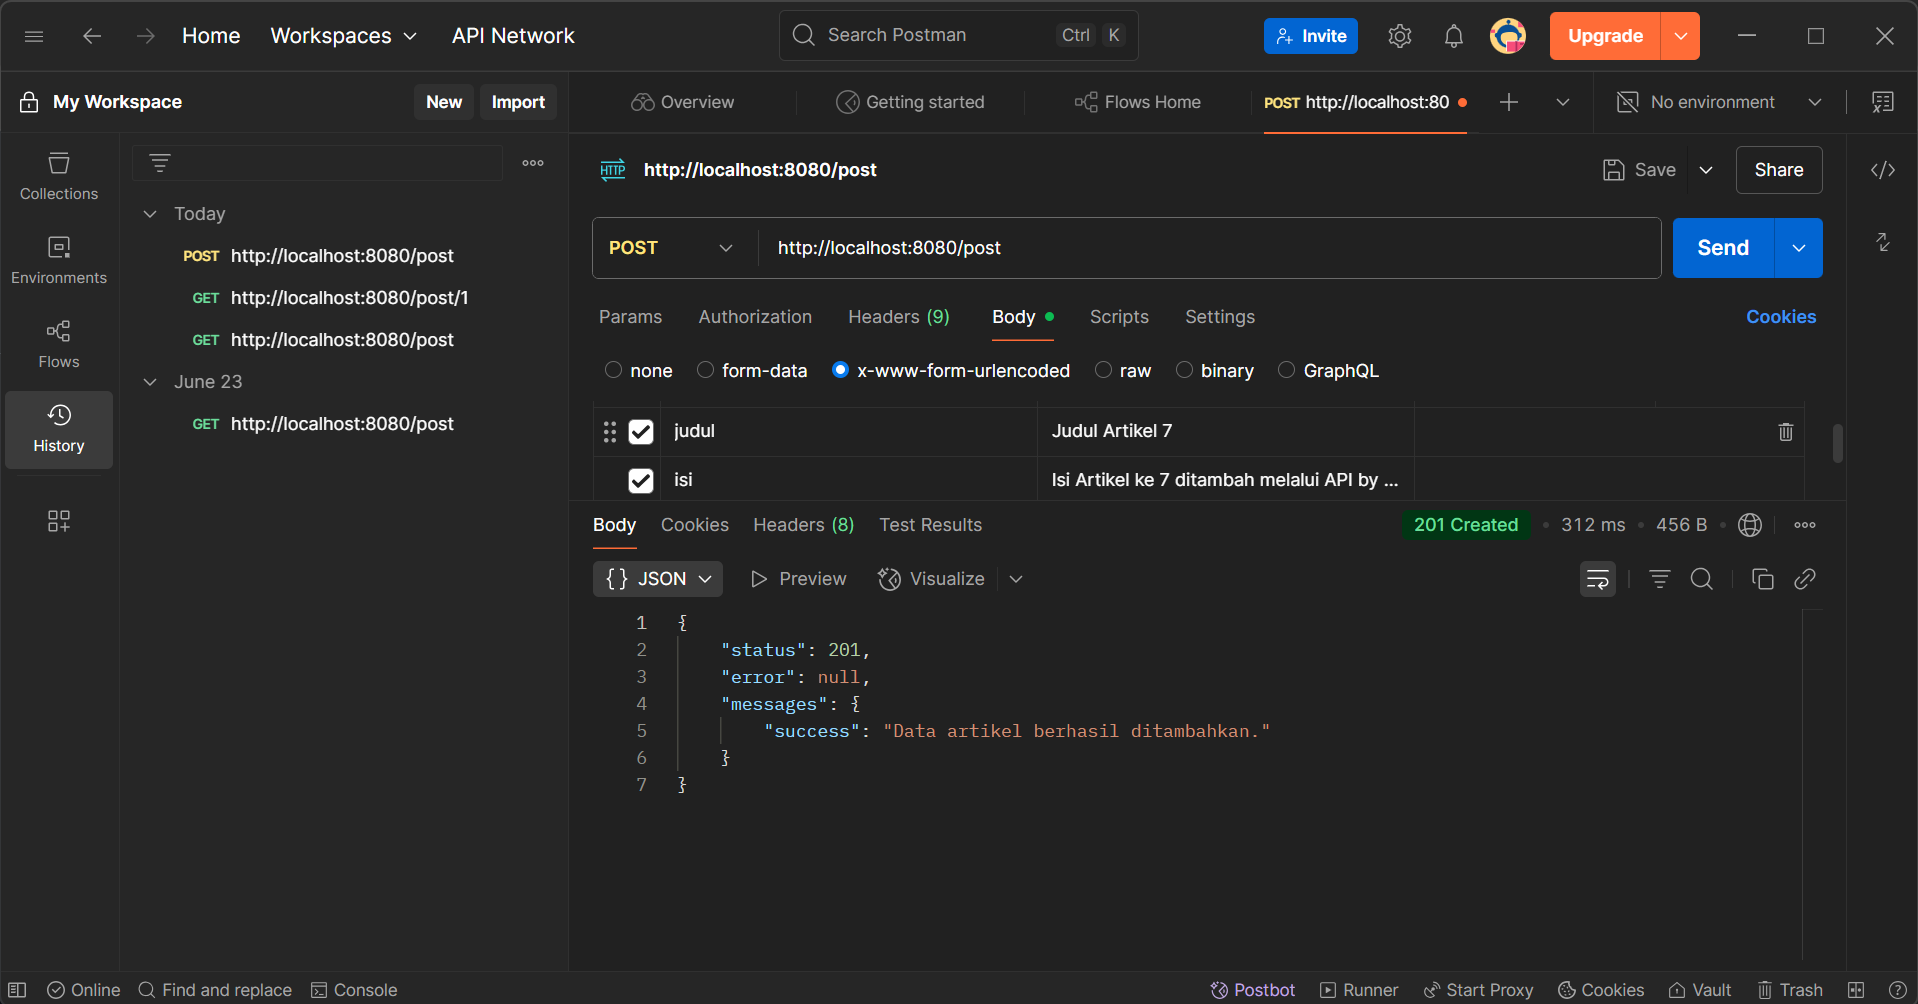 Home Workspaces API Network Search Postman Ctrl K Invite Upgrade
My Workspace New Import Overview Getting started Flows Home POST http://localhost:80 No environment
Collections
Environments
Flows
History
Today
POST http://localhost:8080/post
GET http://localhost:8080/post/1
GET http://localhost:8080/post
June 23
GET http://localhost:8080/post
HTTP http://localhost:8080/post Save Share
POST http://localhost:8080/post Send
Params Authorization Headers (9) Body Scripts Settings Cookies
none form-data x-www-form-urlencoded raw binary GraphQL
judul Judul Artikel 7
isi Isi Artikel ke 7 ditambah melalui API by ...
Body Cookies Headers (8) Test Results 201 Created 312 ms 456 B
{} JSON Preview Visualize
1 {
2 "status": 201,
3 "error": null,
4 "messages": {
5 "success": "Data artikel berhasil ditambahkan."
6 }
7 }
Online Find and replace Console Postbot Runner Start Proxy Cookies Vault Trash